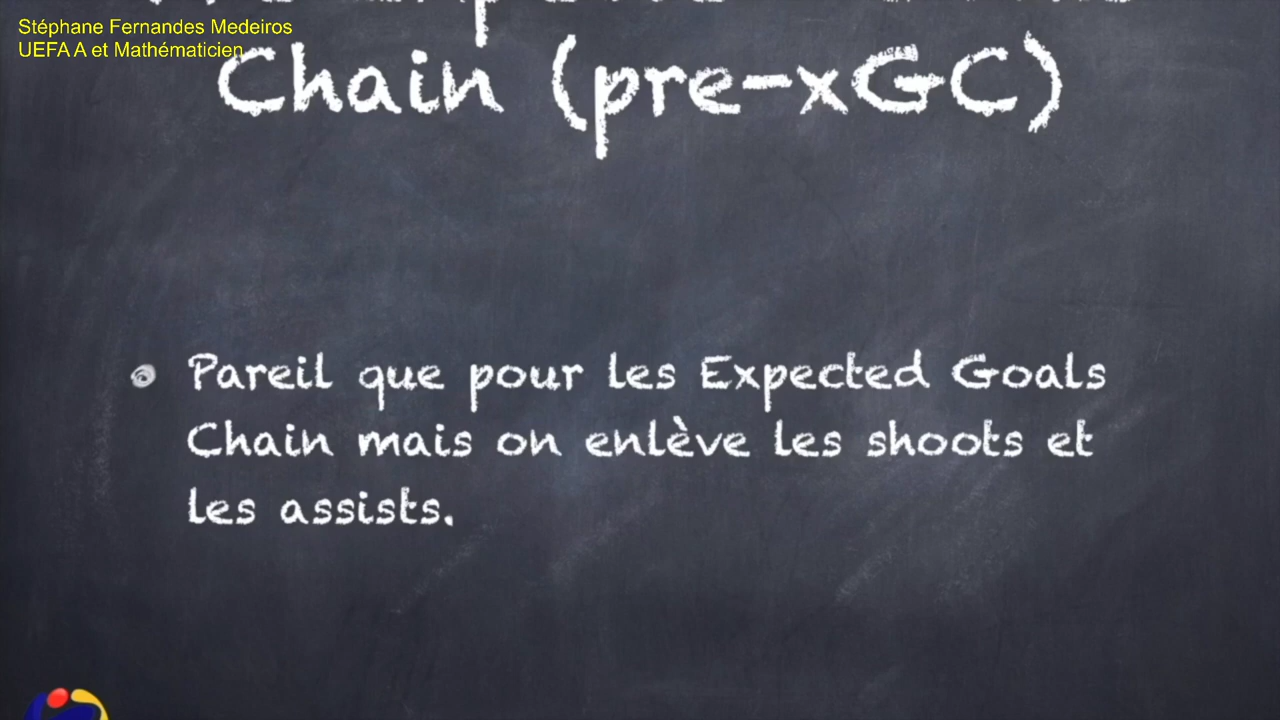 Stéphane Fernandes Medeiros
UEFA A et Mathématicien
Chain (pre-xGC)
Pareil que pour les Expected Goals
Chain mais on enlève les shoots et
les assists.